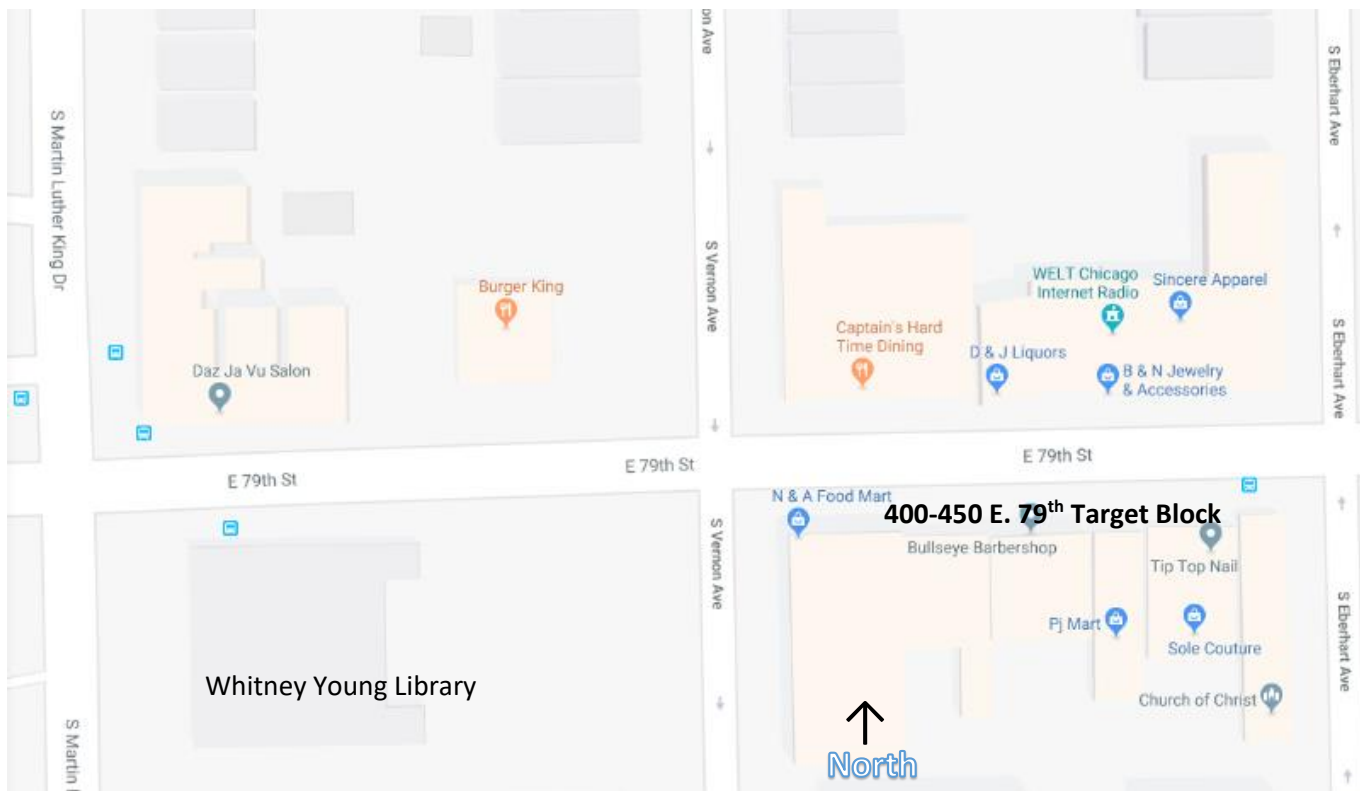 on Ave
S Eberhart Ave
S Martin Luther King Dr
S Vernon Ave
Burger King
WELT Chicago
Internet Radio
Sincere Apparel
Captain's Hard
Time Dining
D & J Liquors
B & N Jewelry
& Accessories
S Eberhart Ave
Daz Ja Vu Salon
E 79th St
E 79th St
E 79th St
N & A Food Mart
400-450 E. 79th Target Block
Bullseye Barbershop
Tip Top Nail
S Vernon Ave
Pj Mart
Sole Couture
S Eberhart Ave
Whitney Young Library
Church of Christ
S Martin
North